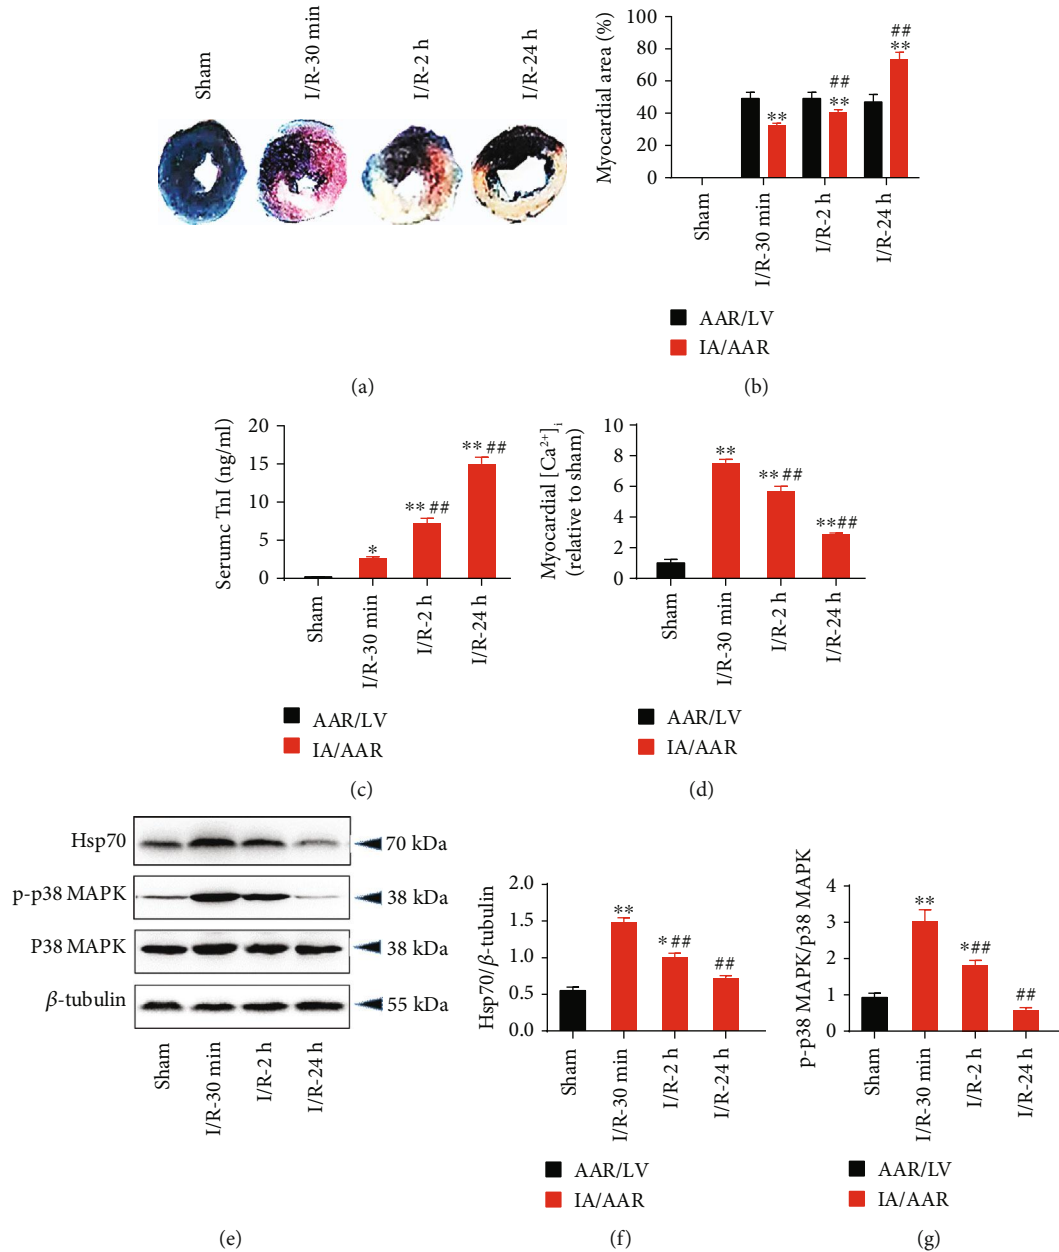 Sham
I/R-30 min
I/R-2 h
I/R-24 h
(a)
Myocardial area (%)
100
80
60
40
20
0
**
##
**
##
**
Sham
I/R-30 min
I/R-2 h
I/R-24 h
AAR/LV
IA/AAR
(b)
Serumc TnI (ng/ml)
20
15
10
5
0
*
** ##
** ##
Sham
I/R-30 min
I/R-2 h
I/R-24 h
AAR/LV
IA/AAR
(c)
Myocardial [Ca²⁺]ᵢ
(relative to sham)
10
8
6
4
2
0
**
** ##
**##
Sham
I/R-30 min
I/R-2 h
I/R-24 h
AAR/LV
IA/AAR
(d)
Hsp70
70 kDa
p-p38 MAPK
38 kDa
P38 MAPK
38 kDa
β-tubulin
55 kDa
Sham
I/R-30 min
I/R-2 h
I/R-24 h
(e)
Hsp70/β-tubulin
2.0
1.5
1.0
0.5
0.0
**
* ##
##
Sham
I/R-30 min
I/R-2 h
I/R-24 h
AAR/LV
IA/AAR
(f)
p-p38 MAPK/p38 MAPK
4
3
2
1
0
**
*##
##
Sham
I/R-30 min
I/R-2 h
I/R-24 h
AAR/LV
IA/AAR
(g)